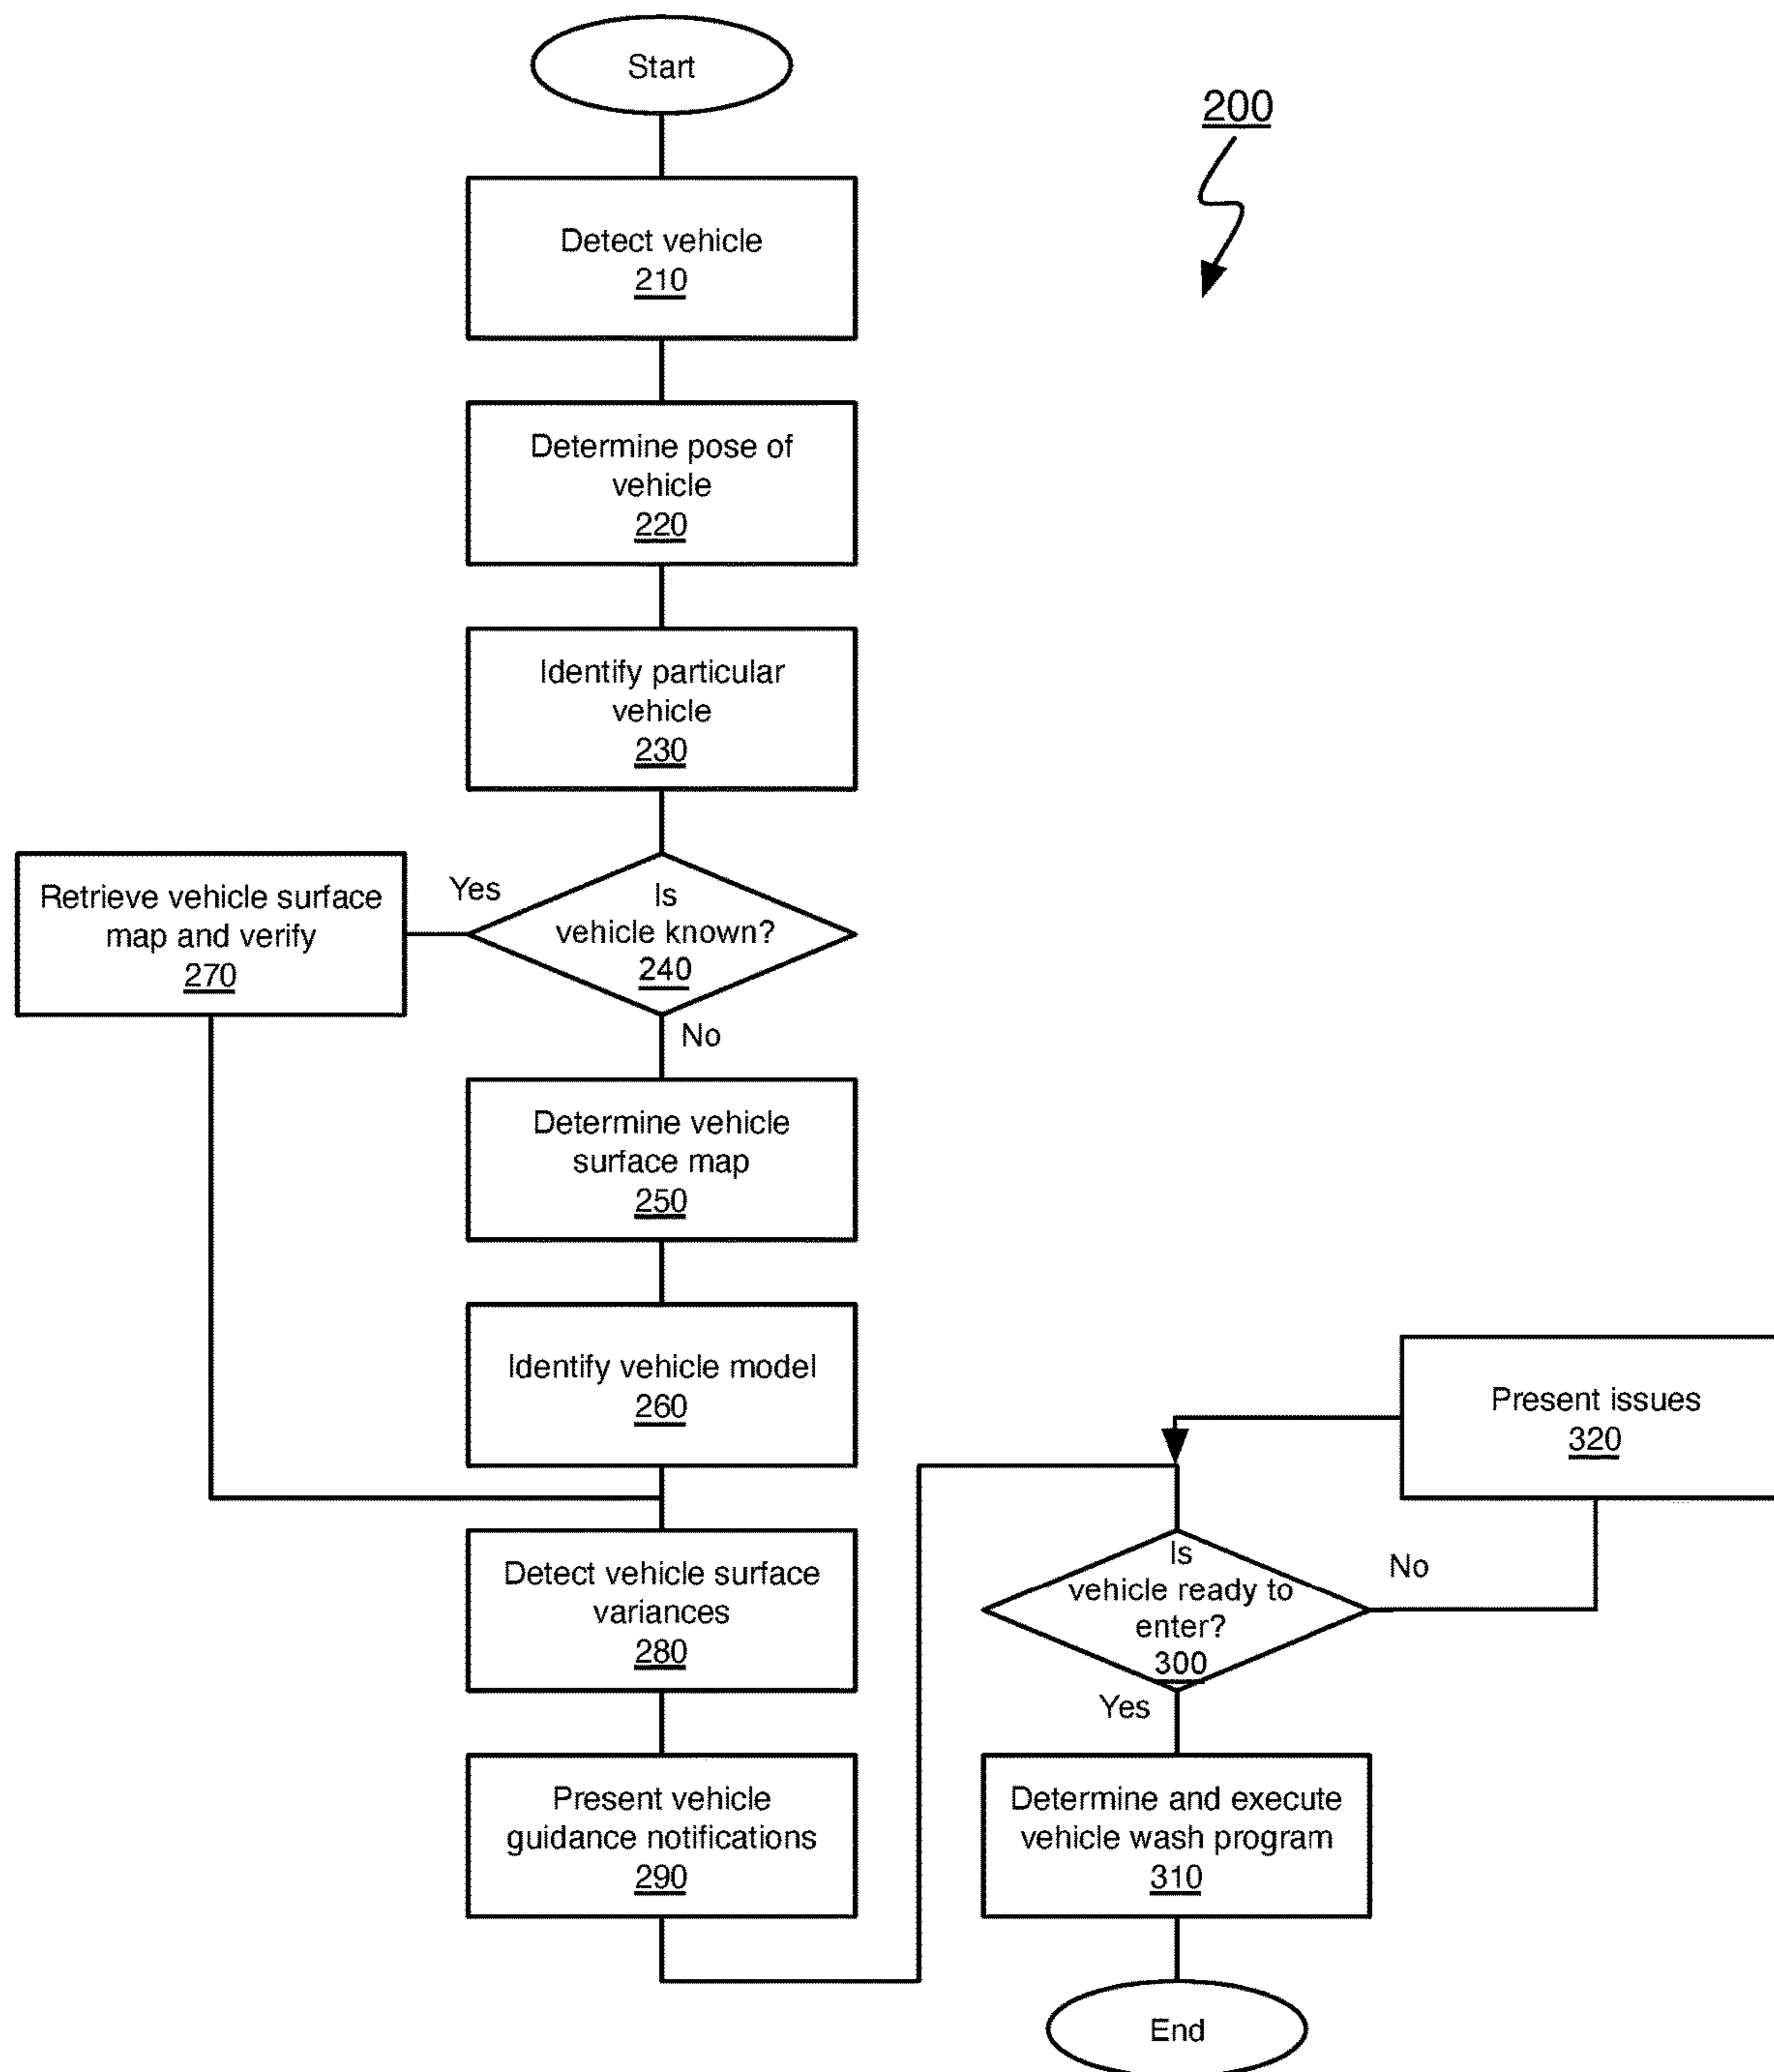 Start
200
Detect vehicle
210
Determine pose of
vehicle
220
Identify particular
vehicle
230
Retrieve vehicle surface
map and verify
270
Yes
Is
vehicle known?
240
No
Determine vehicle
surface map
250
Identify vehicle model
260
Detect vehicle surface
variances
280
Present vehicle
guidance notifications
290
Present issues
320
Is
vehicle ready to
enter?
300
No
Yes
Determine and execute
vehicle wash program
310
End